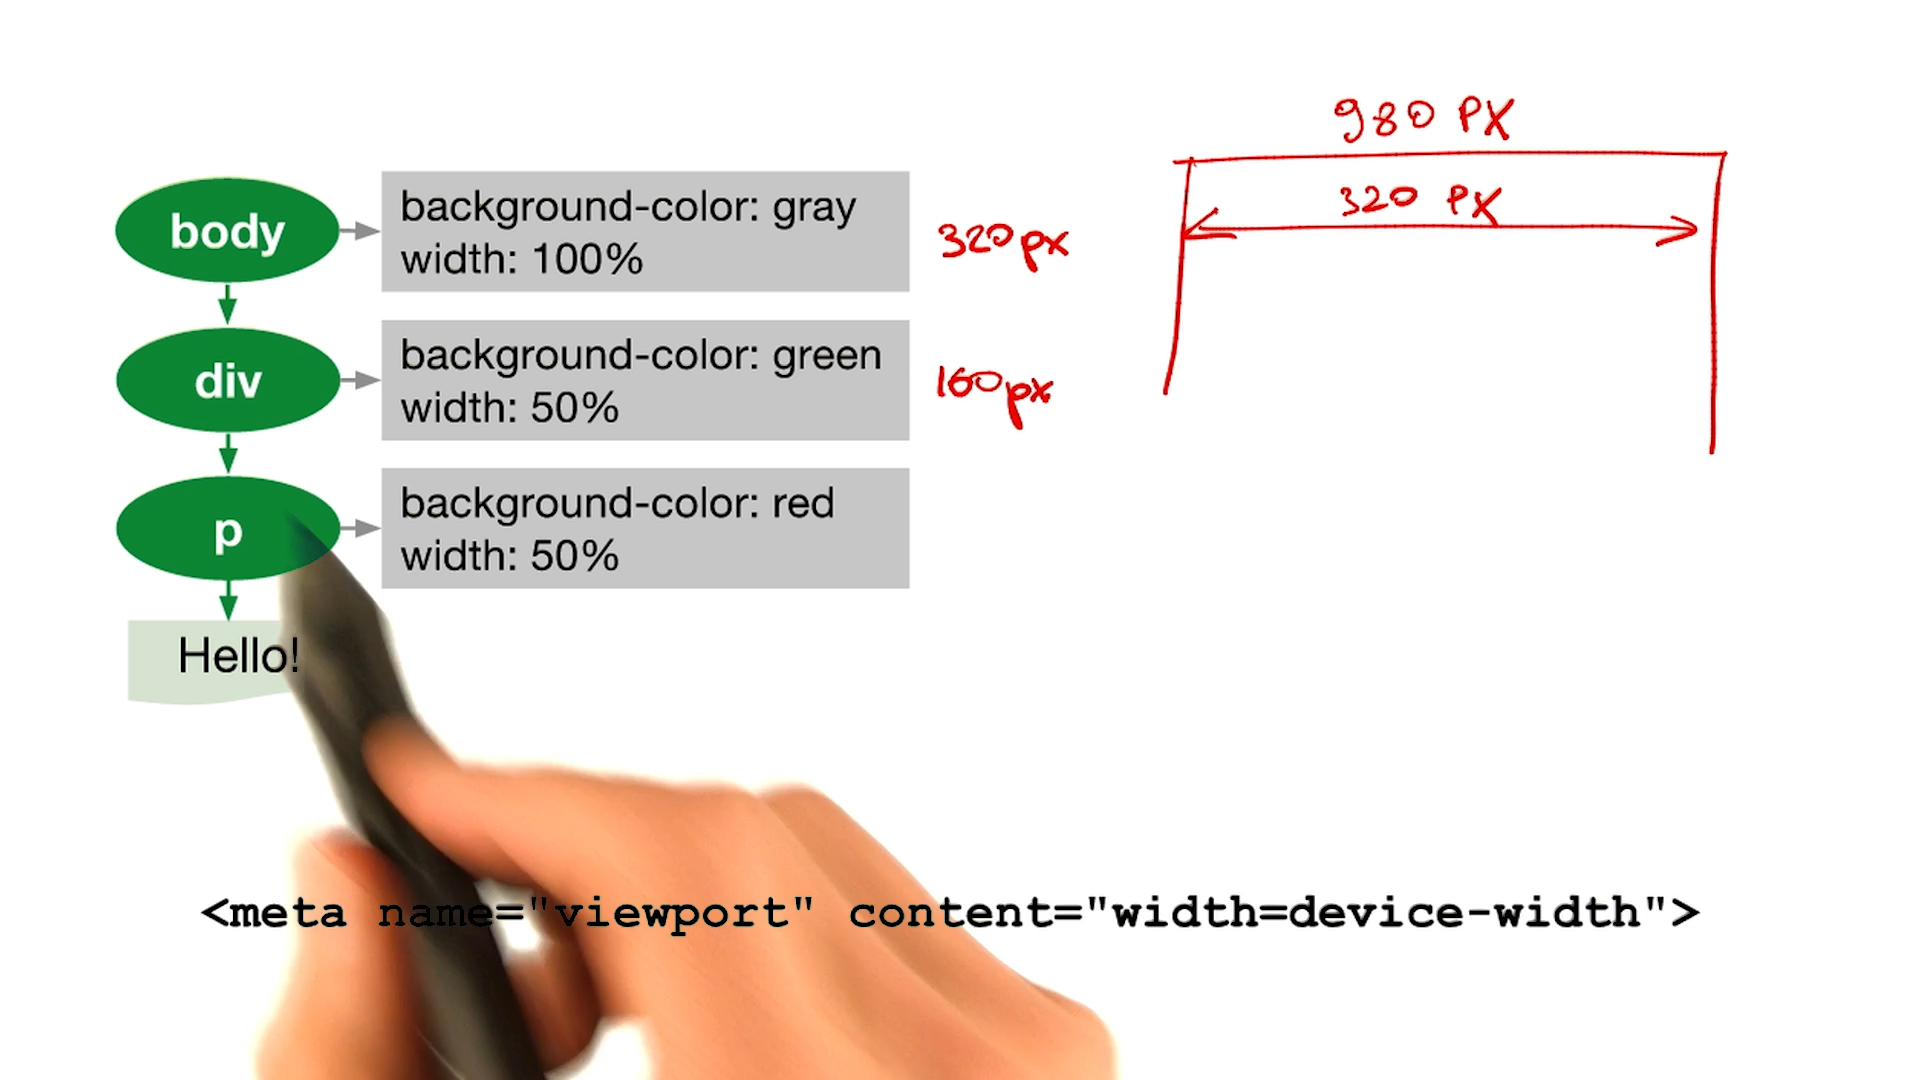 980 PX
320 PX
body
background-color: gray
width: 100%
320px
div
background-color: green
width: 50%
160px
p
background-color: red
width: 50%
Hello!
<meta name="viewport" content="width=device-width">